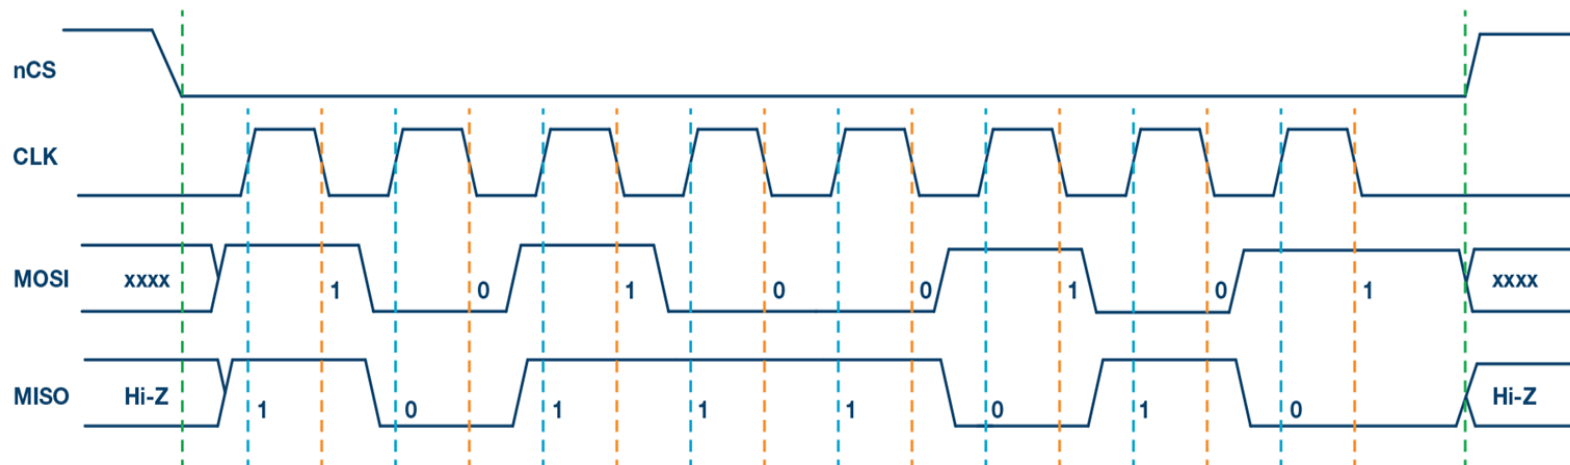 nCS
CLK
MOSI xxxx 1 0 1 0 0 1 0 1 xxxx
MISO Hi-Z 1 0 1 1 1 0 1 0 Hi-Z